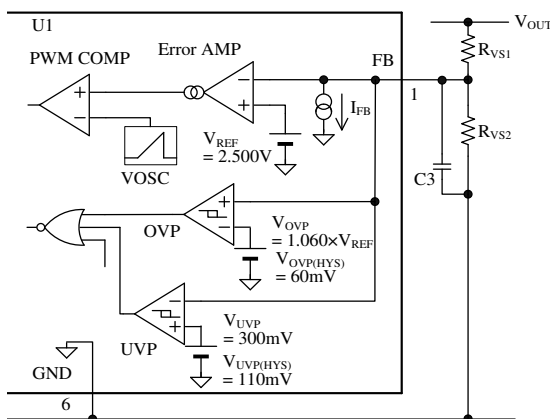 U1
V_OUT
PWM COMP
Error AMP
FB
R_VS1
+
−
−
+
1
I_FB
R_VS2
V_REF
= 2.500V
VOSC
C3
+
−
OVP
V_OVP
= 1.060×V_REF
V_OVP(HYS)
= 60mV
−
+
UVP
V_UVP
= 300mV
V_UVP(HYS)
= 110mV
GND
6